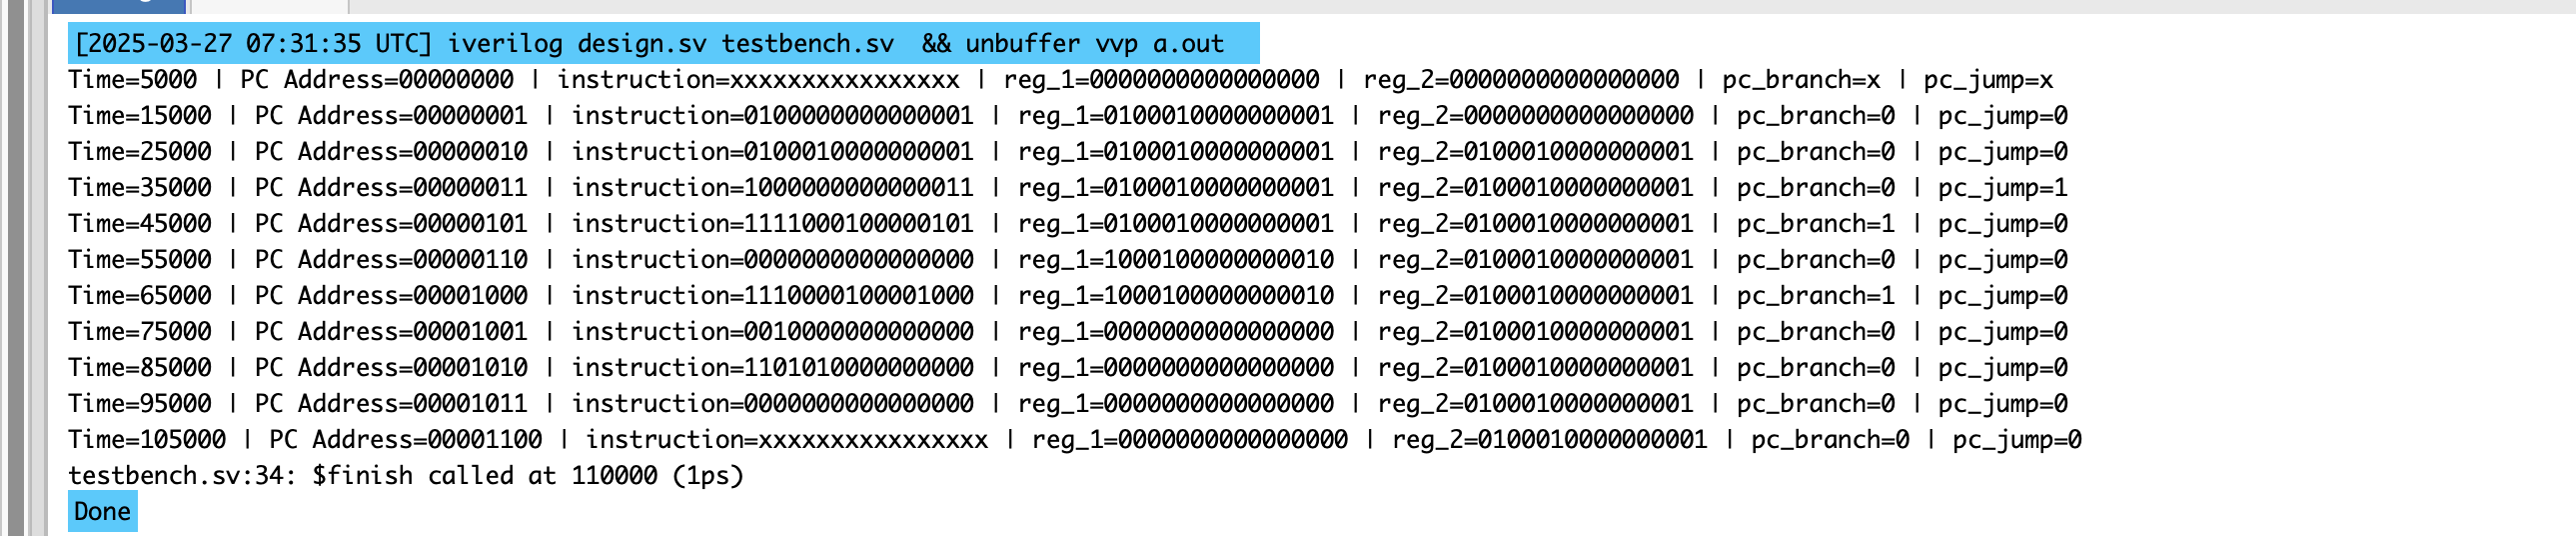 [2025-03-27 07:31:35 UTC] iverilog design.sv testbench.sv  && unbuffer vvp a.out
Time=5000 | PC Address=00000000 | instruction=xxxxxxxxxxxxxxxx | reg_1=0000000000000000 | reg_2=0000000000000000 | pc_branch=x | pc_jump=x
Time=15000 | PC Address=00000001 | instruction=0100000000000001 | reg_1=0100010000000001 | reg_2=0000000000000000 | pc_branch=0 | pc_jump=0
Time=25000 | PC Address=00000010 | instruction=0100010000000001 | reg_1=0100010000000001 | reg_2=0100010000000001 | pc_branch=0 | pc_jump=0
Time=35000 | PC Address=00000011 | instruction=1000000000000011 | reg_1=0100010000000001 | reg_2=0100010000000001 | pc_branch=0 | pc_jump=1
Time=45000 | PC Address=00000101 | instruction=1111000100000101 | reg_1=0100010000000001 | reg_2=0100010000000001 | pc_branch=1 | pc_jump=0
Time=55000 | PC Address=00000110 | instruction=0000000000000000 | reg_1=1000100000000010 | reg_2=0100010000000001 | pc_branch=0 | pc_jump=0
Time=65000 | PC Address=00001000 | instruction=1110000100001000 | reg_1=1000100000000010 | reg_2=0100010000000001 | pc_branch=1 | pc_jump=0
Time=75000 | PC Address=00001001 | instruction=0010000000000000 | reg_1=0000000000000000 | reg_2=0100010000000001 | pc_branch=0 | pc_jump=0
Time=85000 | PC Address=00001010 | instruction=1101010000000000 | reg_1=0000000000000000 | reg_2=0100010000000001 | pc_branch=0 | pc_jump=0
Time=95000 | PC Address=00001011 | instruction=0000000000000000 | reg_1=0000000000000000 | reg_2=0100010000000001 | pc_branch=0 | pc_jump=0
Time=105000 | PC Address=00001100 | instruction=xxxxxxxxxxxxxxxx | reg_1=0000000000000000 | reg_2=0100010000000001 | pc_branch=0 | pc_jump=0
testbench.sv:34: $finish called at 110000 (1ps)
Done